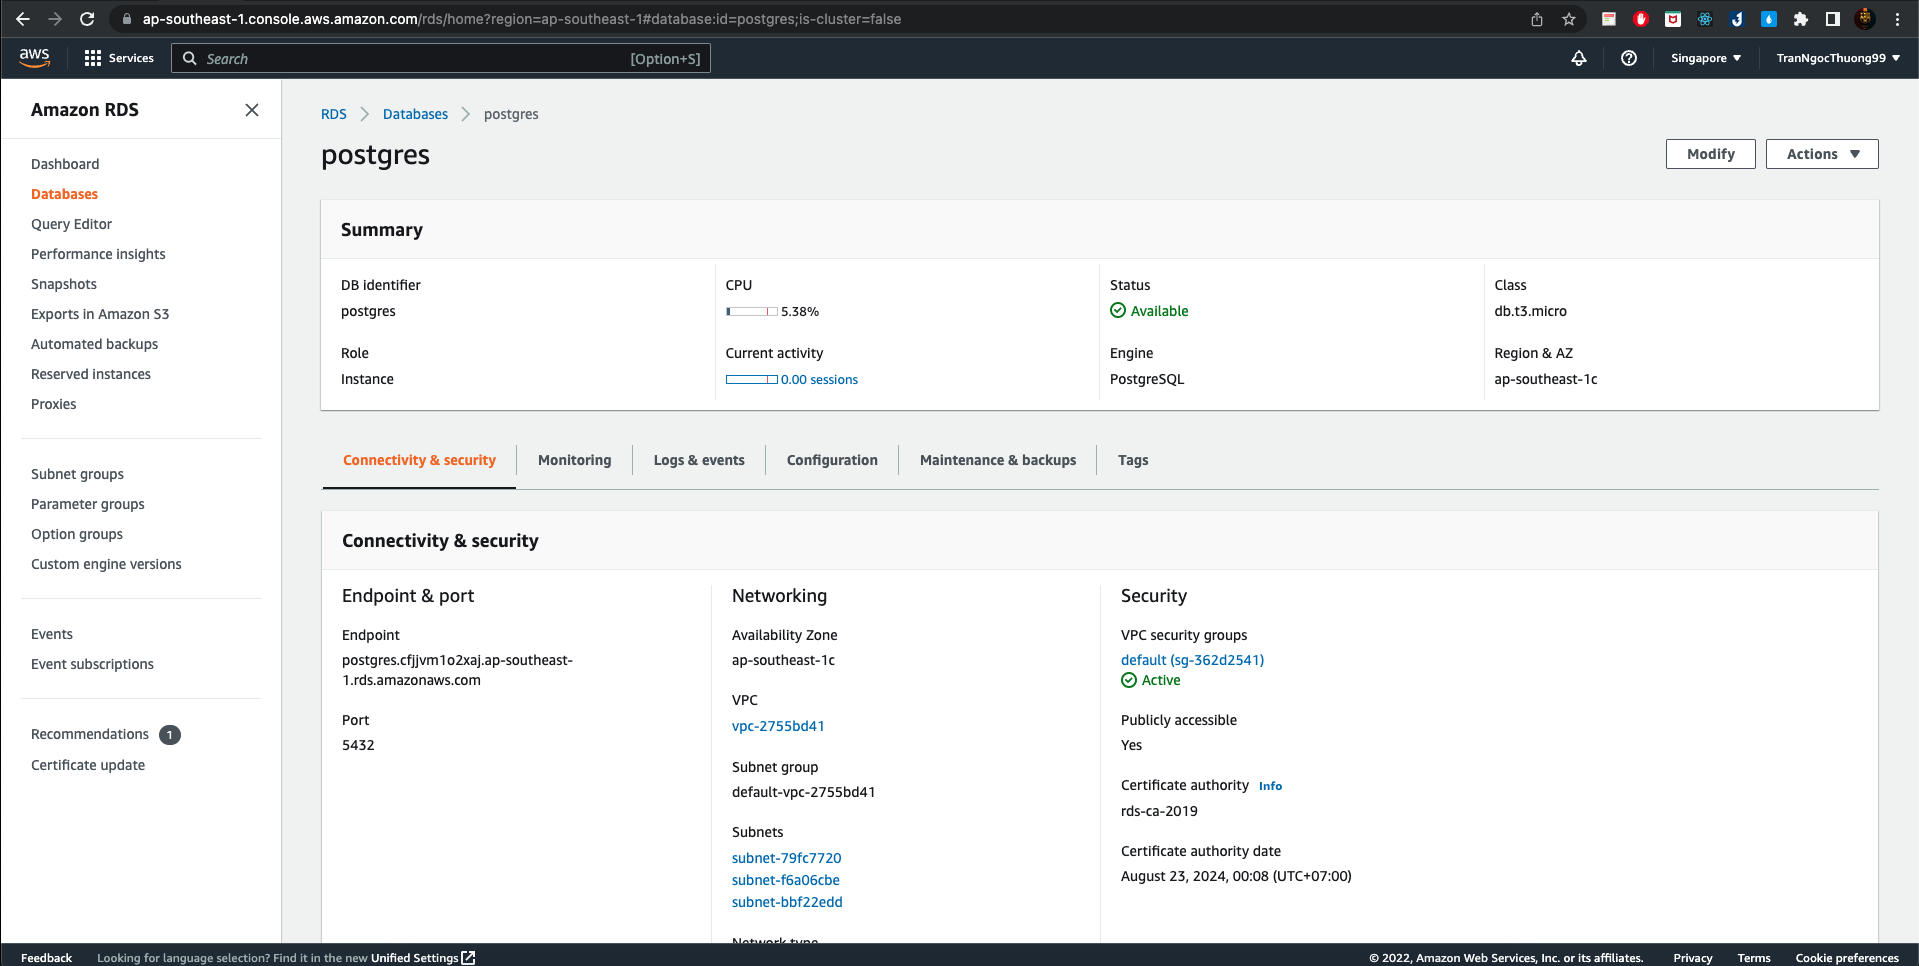 ap-southeast-1.console.aws.amazon.com/rds/home?region=ap-southeast-1#database:id=postgres;is-cluster=false
aws
Services
Search
[Option+S]
Singapore
TranNgocThuong99
Amazon RDS
Dashboard
Databases
Query Editor
Performance insights
Snapshots
Exports in Amazon S3
Automated backups
Reserved instances
Proxies
Subnet groups
Parameter groups
Option groups
Custom engine versions
Events
Event subscriptions
Recommendations 1
Certificate update
RDS
Databases
postgres
postgres
Modify
Actions
Summary
DB identifier
postgres
CPU
5.38%
Status
Available
Class
db.t3.micro
Role
Instance
Current activity
0.00 sessions
Engine
PostgreSQL
Region & AZ
ap-southeast-1c
Connectivity & security
Monitoring
Logs & events
Configuration
Maintenance & backups
Tags
Connectivity & security
Endpoint & port
Endpoint
postgres.cfjjvm1o2xaj.ap-southeast-
1.rds.amazonaws.com
Port
5432
Networking
Availability Zone
ap-southeast-1c
VPC
vpc-2755bd41
Subnet group
default-vpc-2755bd41
Subnets
subnet-79fc7720
subnet-f6a06cbe
subnet-bbf22edd
Network type
Security
VPC security groups
default (sg-362d2541)
Active
Publicly accessible
Yes
Certificate authority Info
rds-ca-2019
Certificate authority date
August 23, 2024, 00:08 (UTC+07:00)
Feedback
Looking for language selection? Find it in the new Unified Settings
© 2022, Amazon Web Services, Inc. or its affiliates.
Privacy
Terms
Cookie preferences